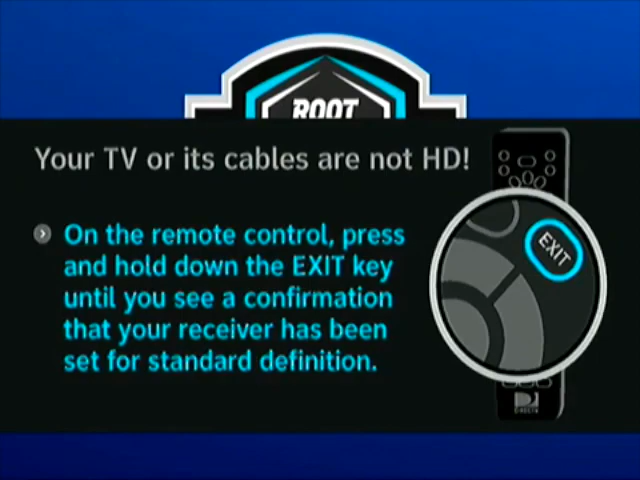 ROOT
Your TV or its cables are not HD!
On the remote control, press
and hold down the EXIT key
until you see a confirmation
that your receiver has been
set for standard definition.
EXIT
DIRECTV